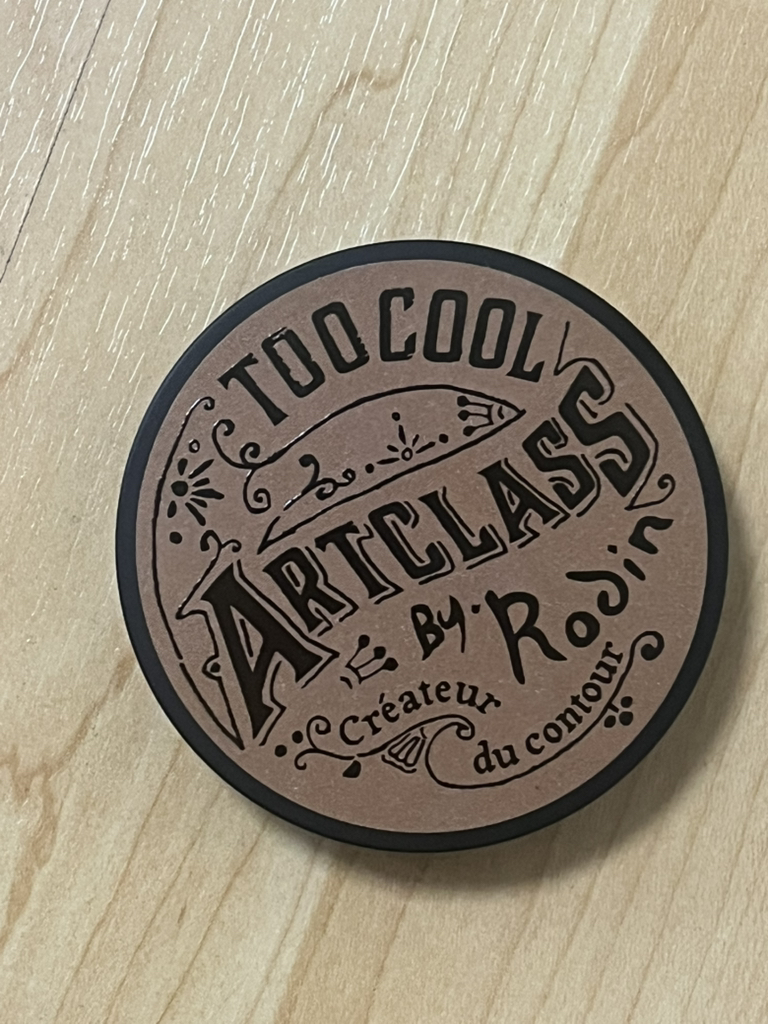 TOO COOL
ARTCLASS
By. Rodin
Créateur
du contour